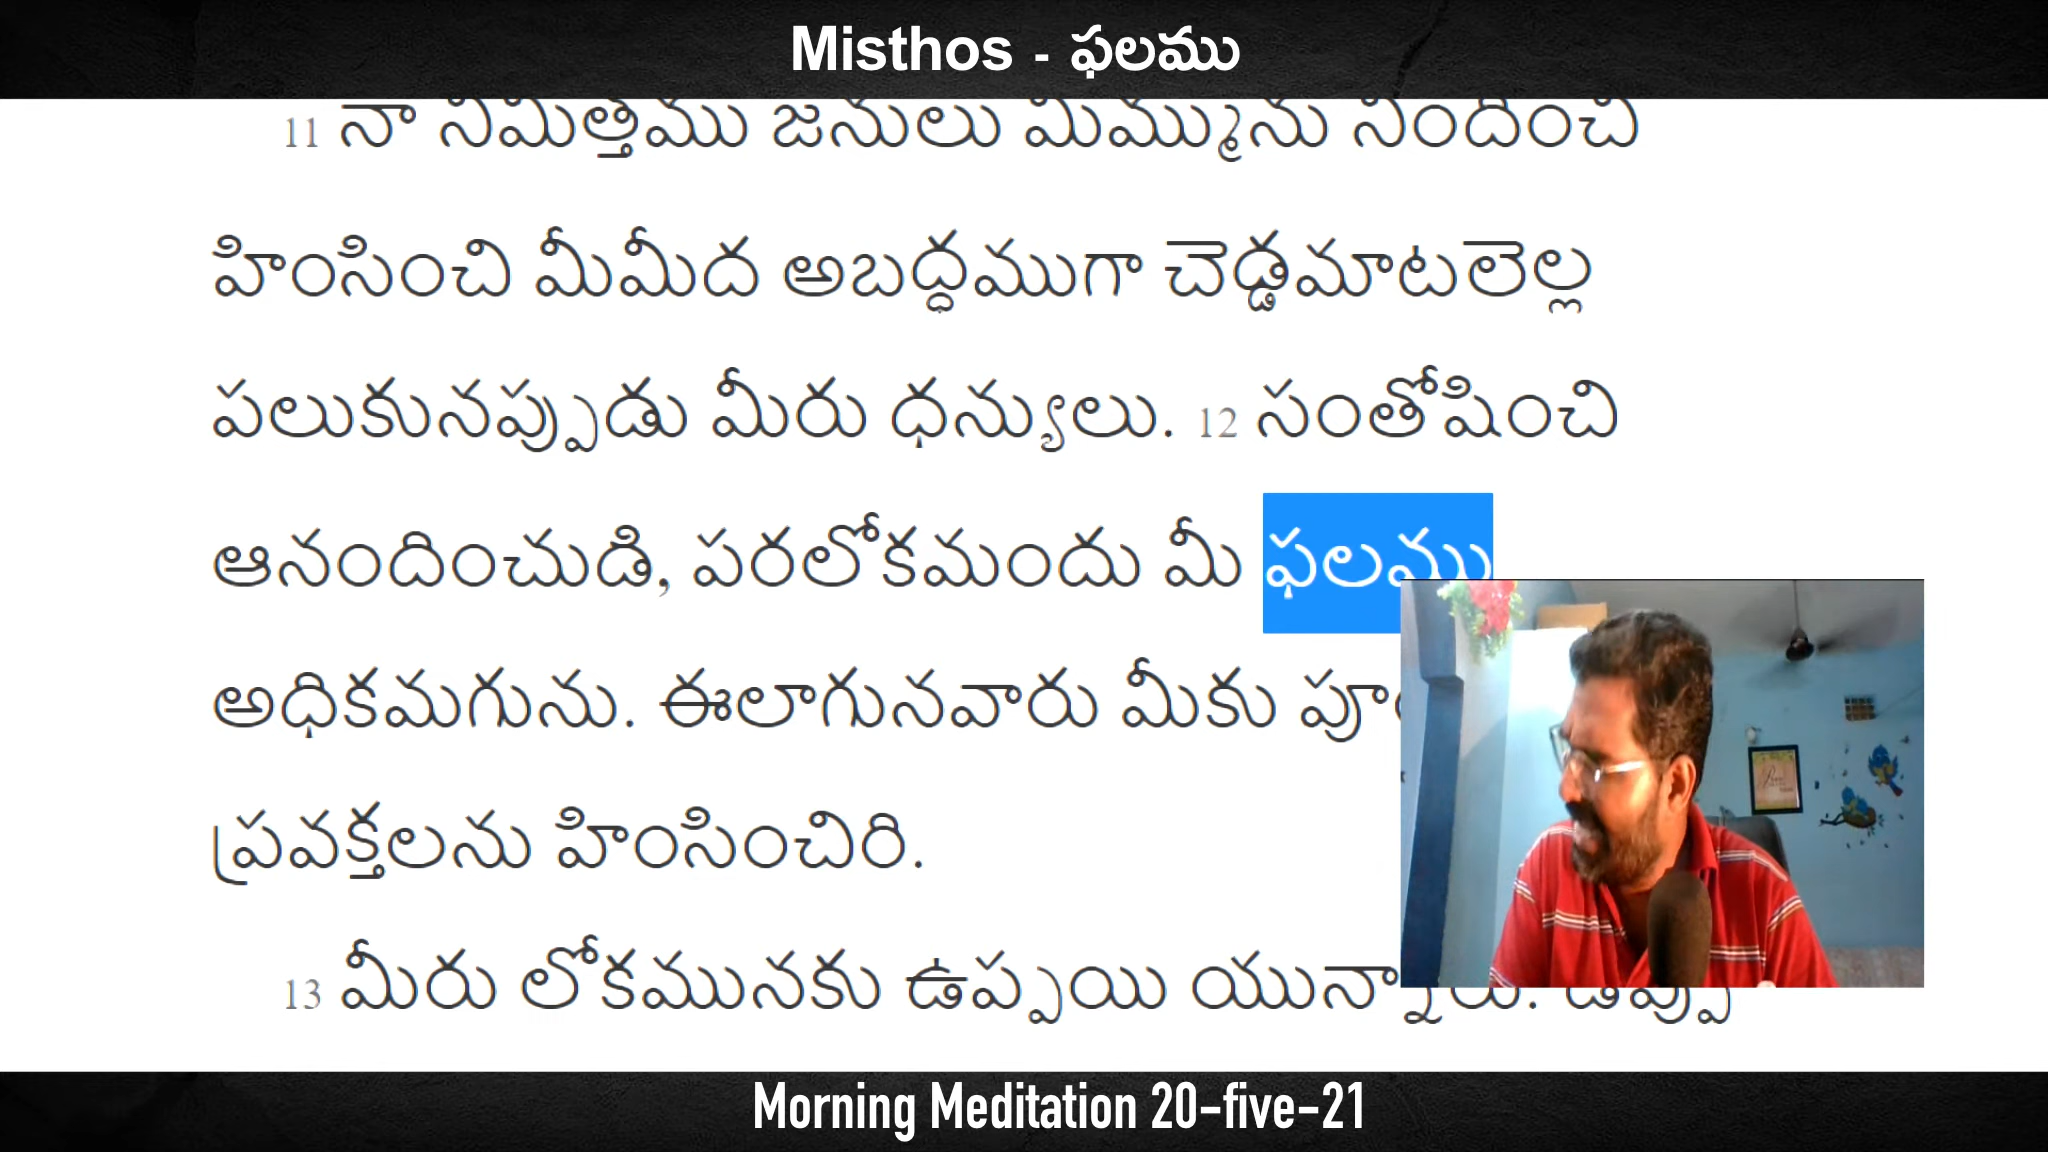 Misthos - ఫలము
11 నా నిమిత్తము జనులు మిమ్మును నిందించి
హింసించి మీమీద అబద్ధముగా చెడ్డమాటలెల్ల
పలుకునప్పుడు మీరు ధన్యులు. 12 సంతోషించి
ఆనందించుడి, పరలోకమందు మీ ఫలము
అధికమగును. ఈలాగునవారు మీకు
ప్రవక్తలను హింసించిరి.
13 మీరు లోకమునకు ఉప్పయి యున్నారు. ఉప్పు
Morning Meditation 20-five-21